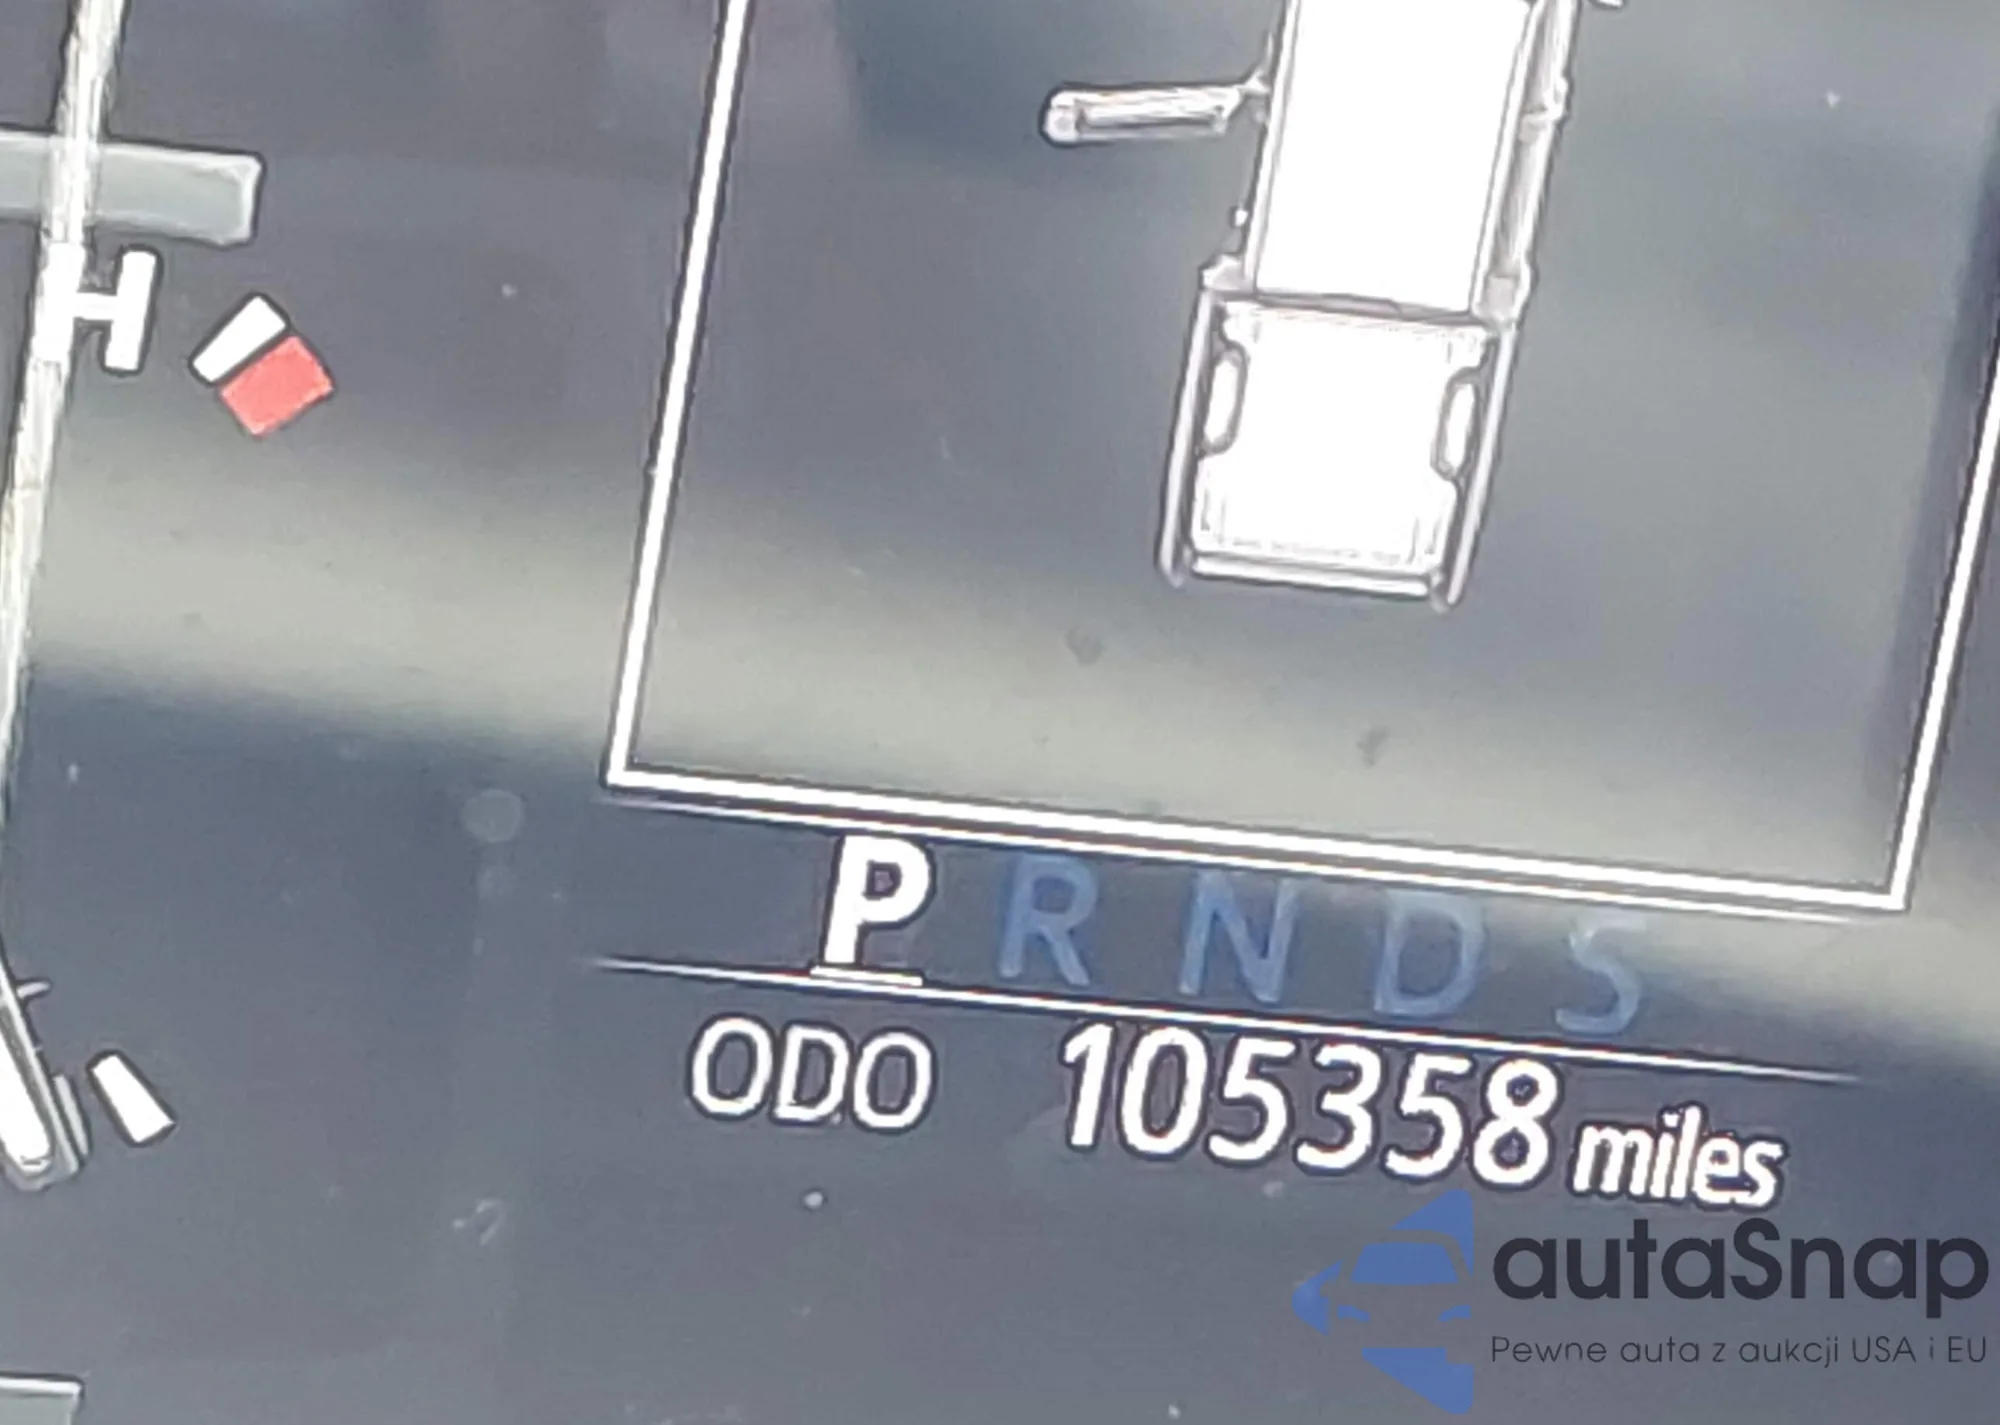 H
P R N D S
ODO 105358 miles
autaSnap
Pewne auta z aukcji USA i EU